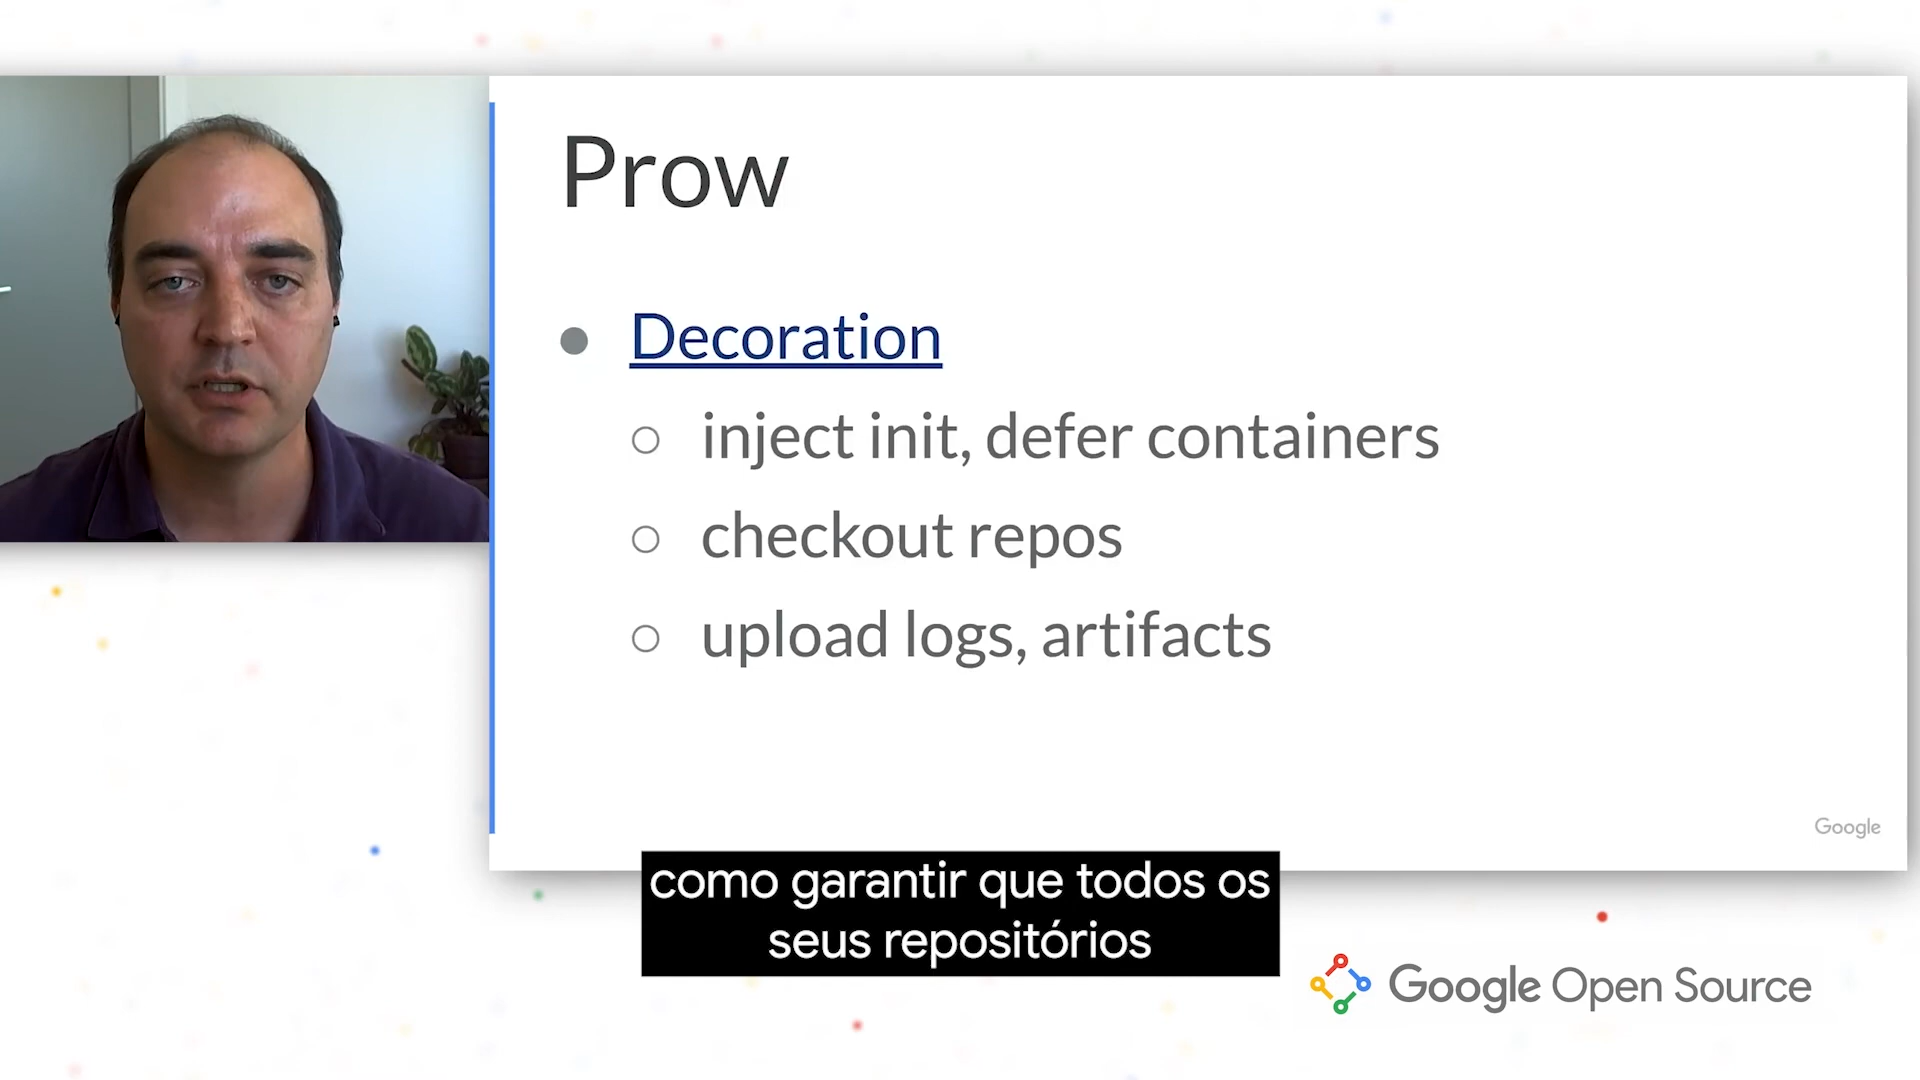 Prow
Decoration
inject init, defer containers
checkout repos
upload logs, artifacts
Google
como garantir que todos os
seus repositórios
Google Open Source